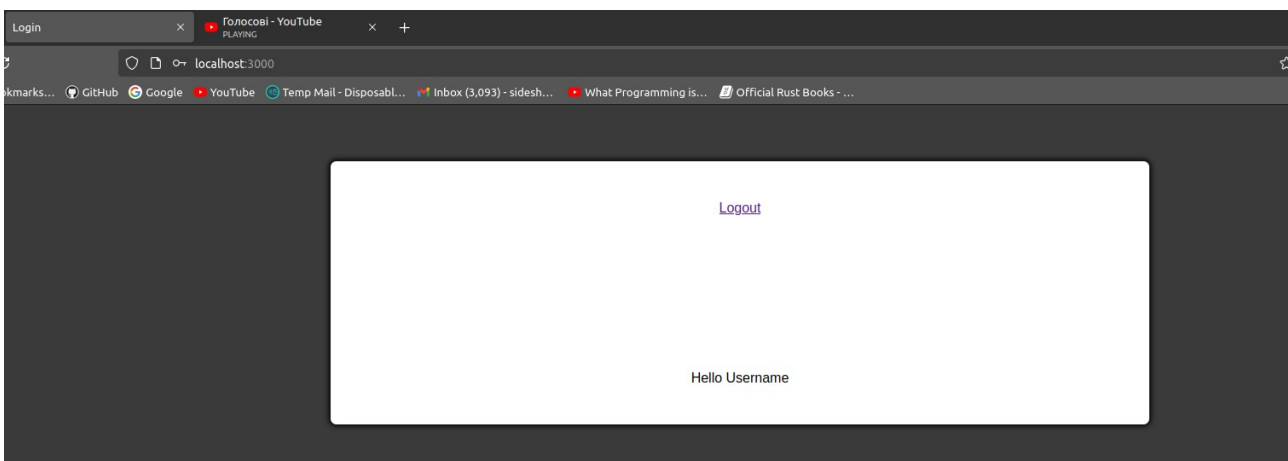 Login
Голосові - YouTube
PLAYING
localhost:3000
okmarks... GitHub Google YouTube Temp Mail - Disposabl... Inbox (3,093) - sidesh... What Programming is... Official Rust Books - ...
Logout
Hello Username